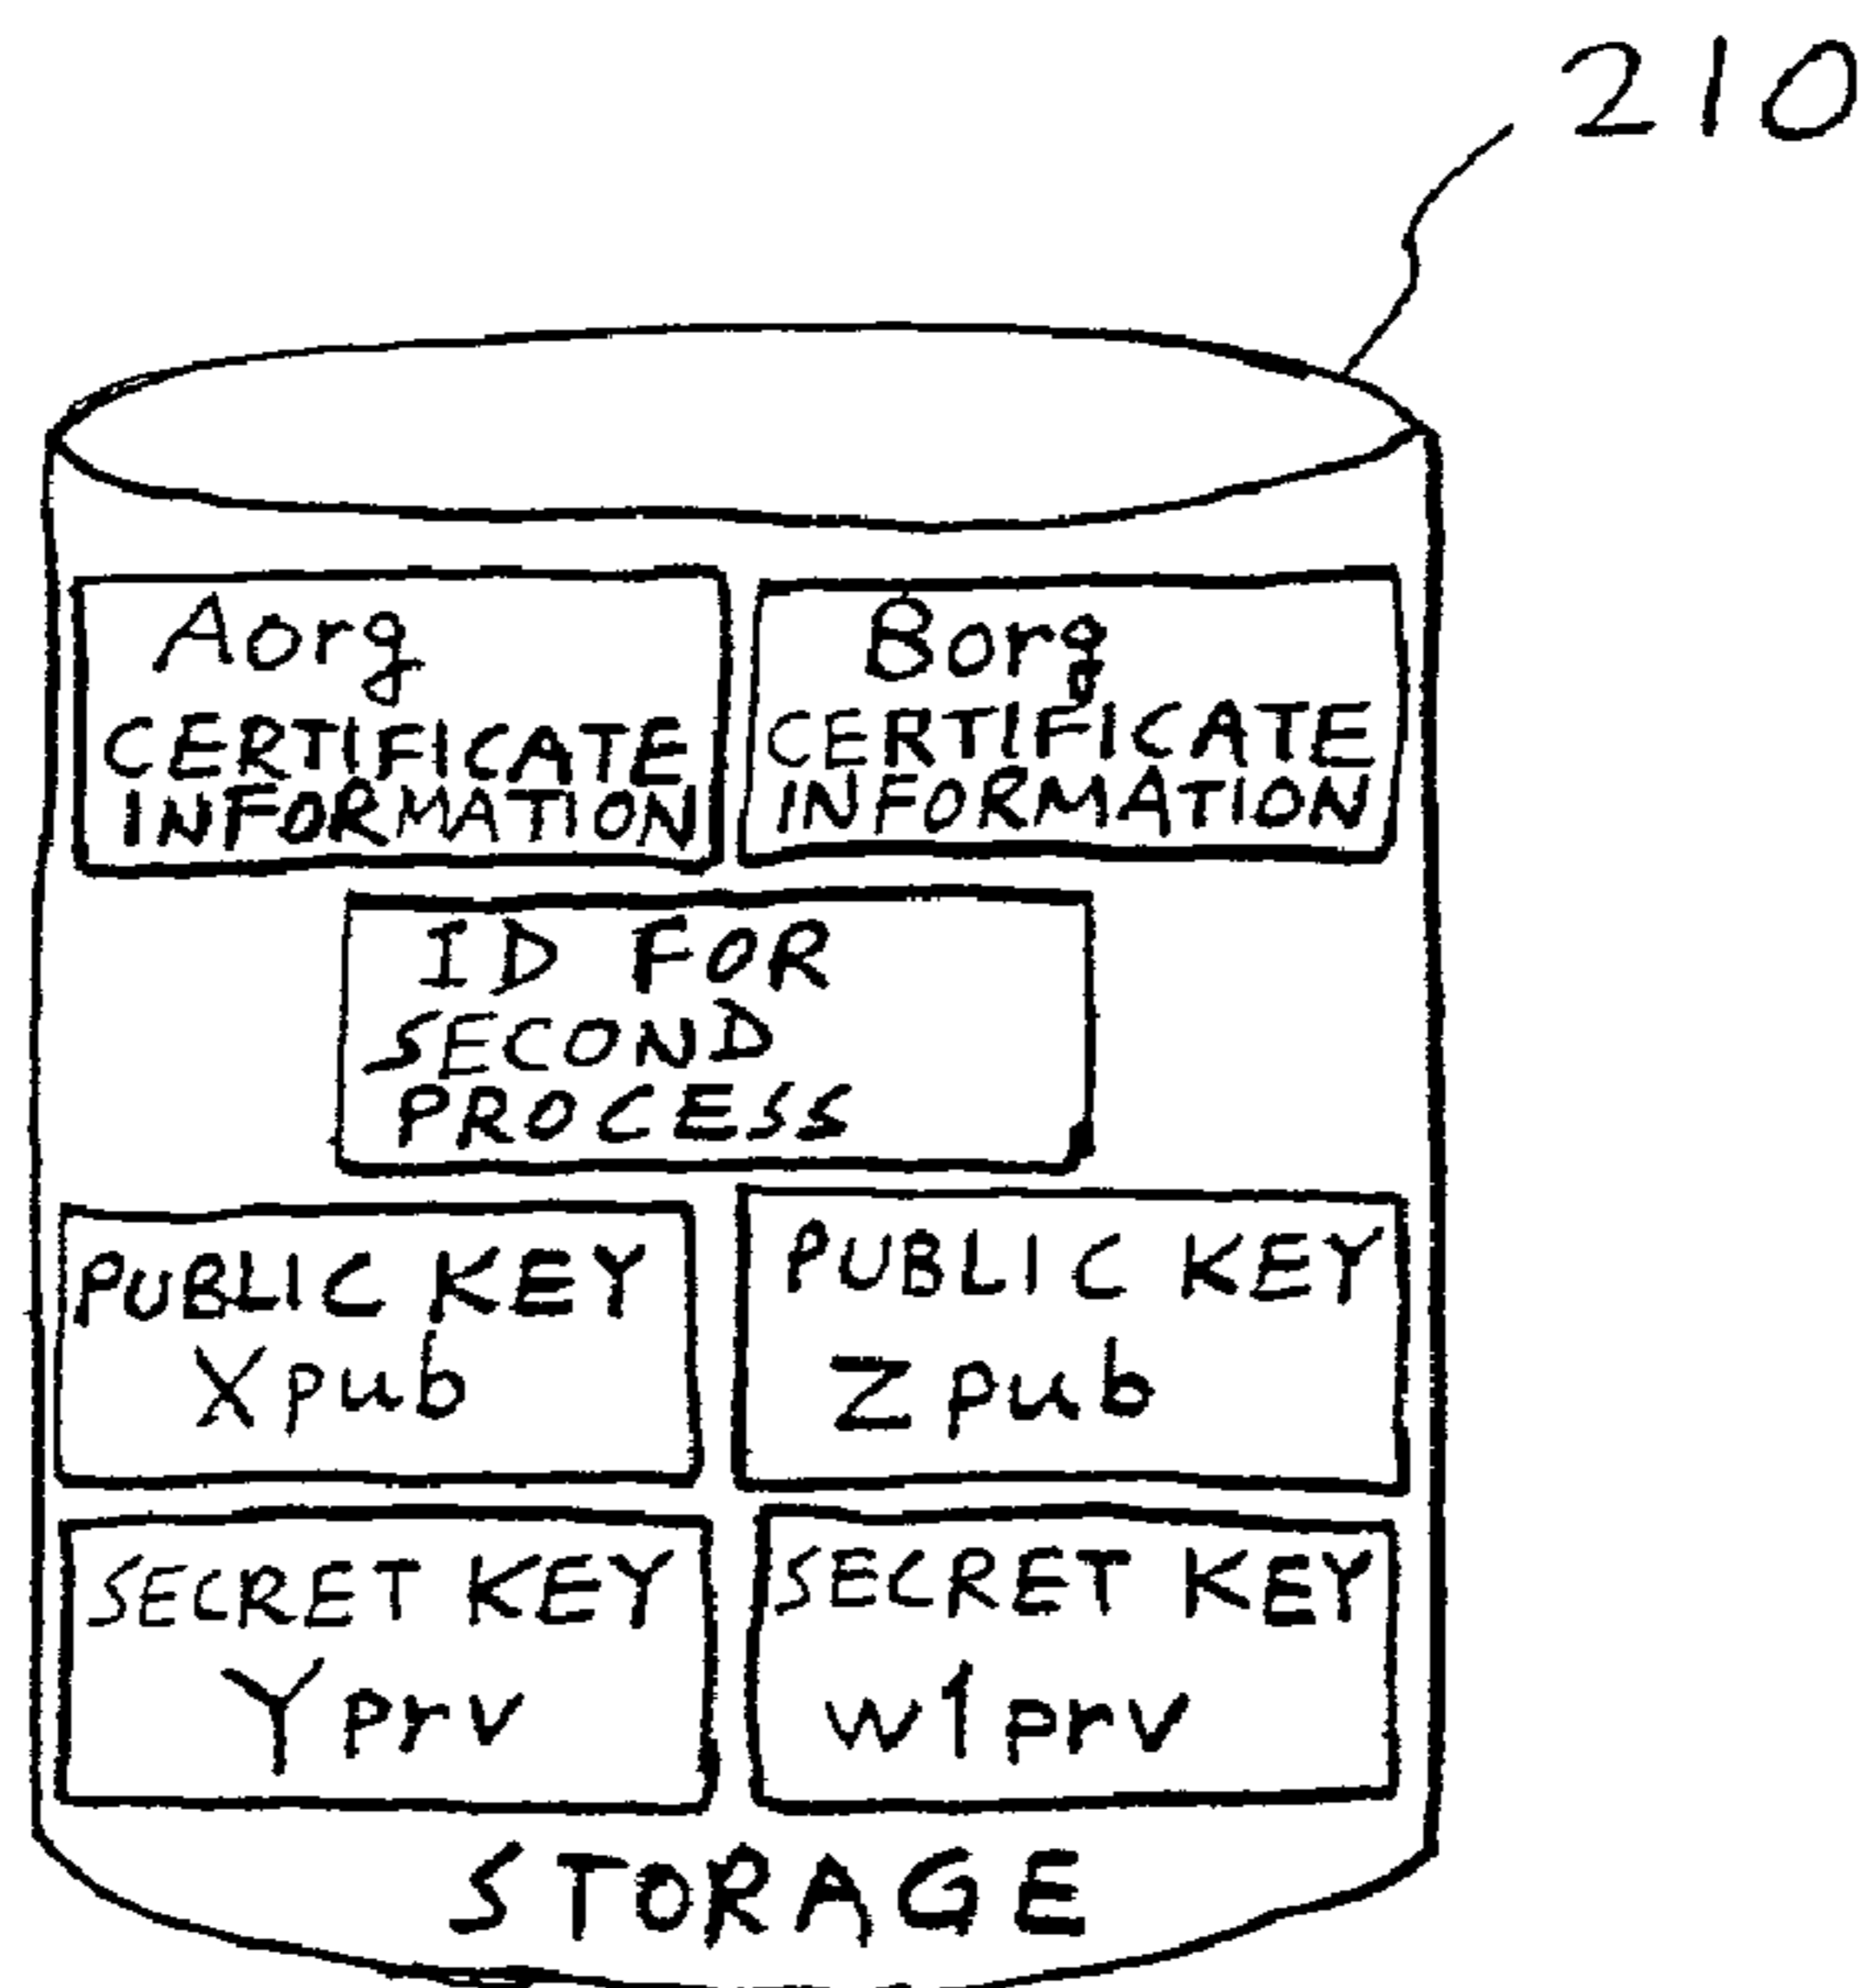 210
Aorg
CERTIFICATE
INFORMATION
Borg
CERTIFICATE
INFORMATION
ID FOR
SECOND
PROCESS
PUBLIC KEY
Xpub
PUBLIC KEY
Zpub
SECRET KEY
Yprv
SECRET KEY
W1prv
STORAGE